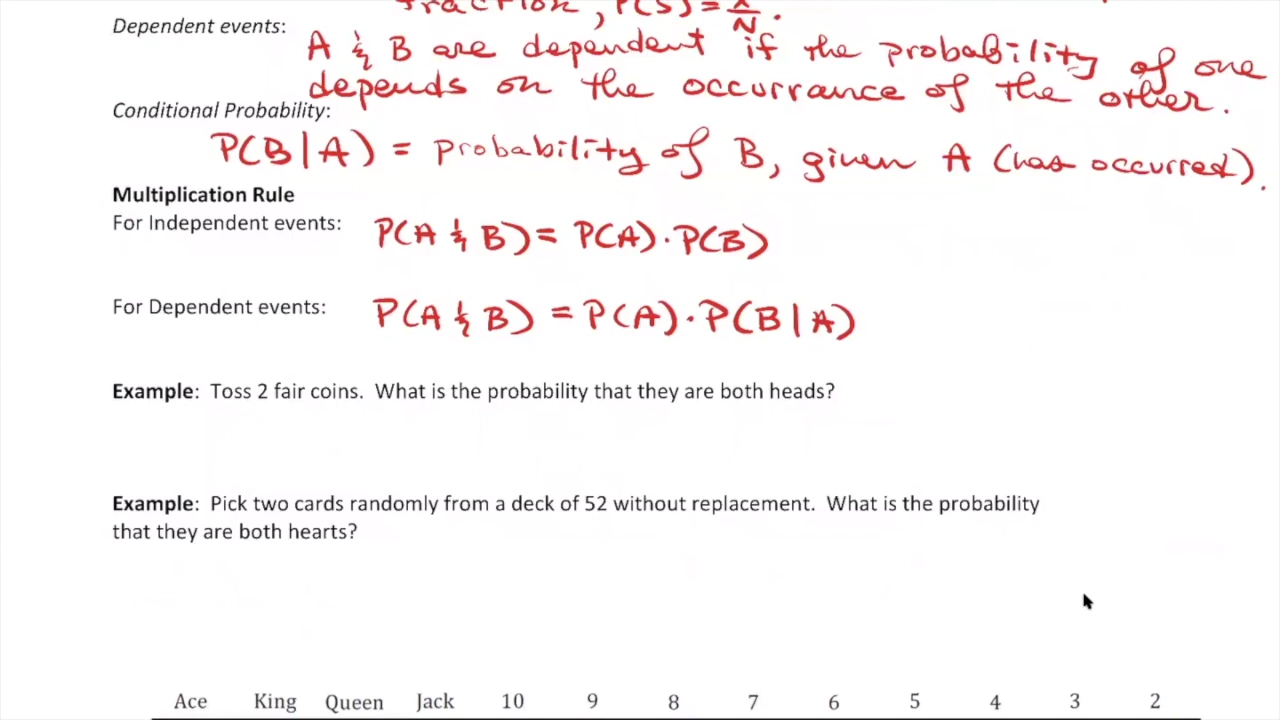 fraction, P(S) = x/N.
Dependent events:
A & B are dependent if the probability of one
depends on the occurrance of the other.
Conditional Probability:
P(B|A) = probability of B, given A (has occurred).
Multiplication Rule
For Independent events: P(A & B) = P(A) · P(B)
For Dependent events: P(A & B) = P(A) · P(B|A)
Example: Toss 2 fair coins. What is the probability that they are both heads?
Example: Pick two cards randomly from a deck of 52 without replacement. What is the probability
that they are both hearts?
Ace King Queen Jack 10 9 8 7 6 5 4 3 2